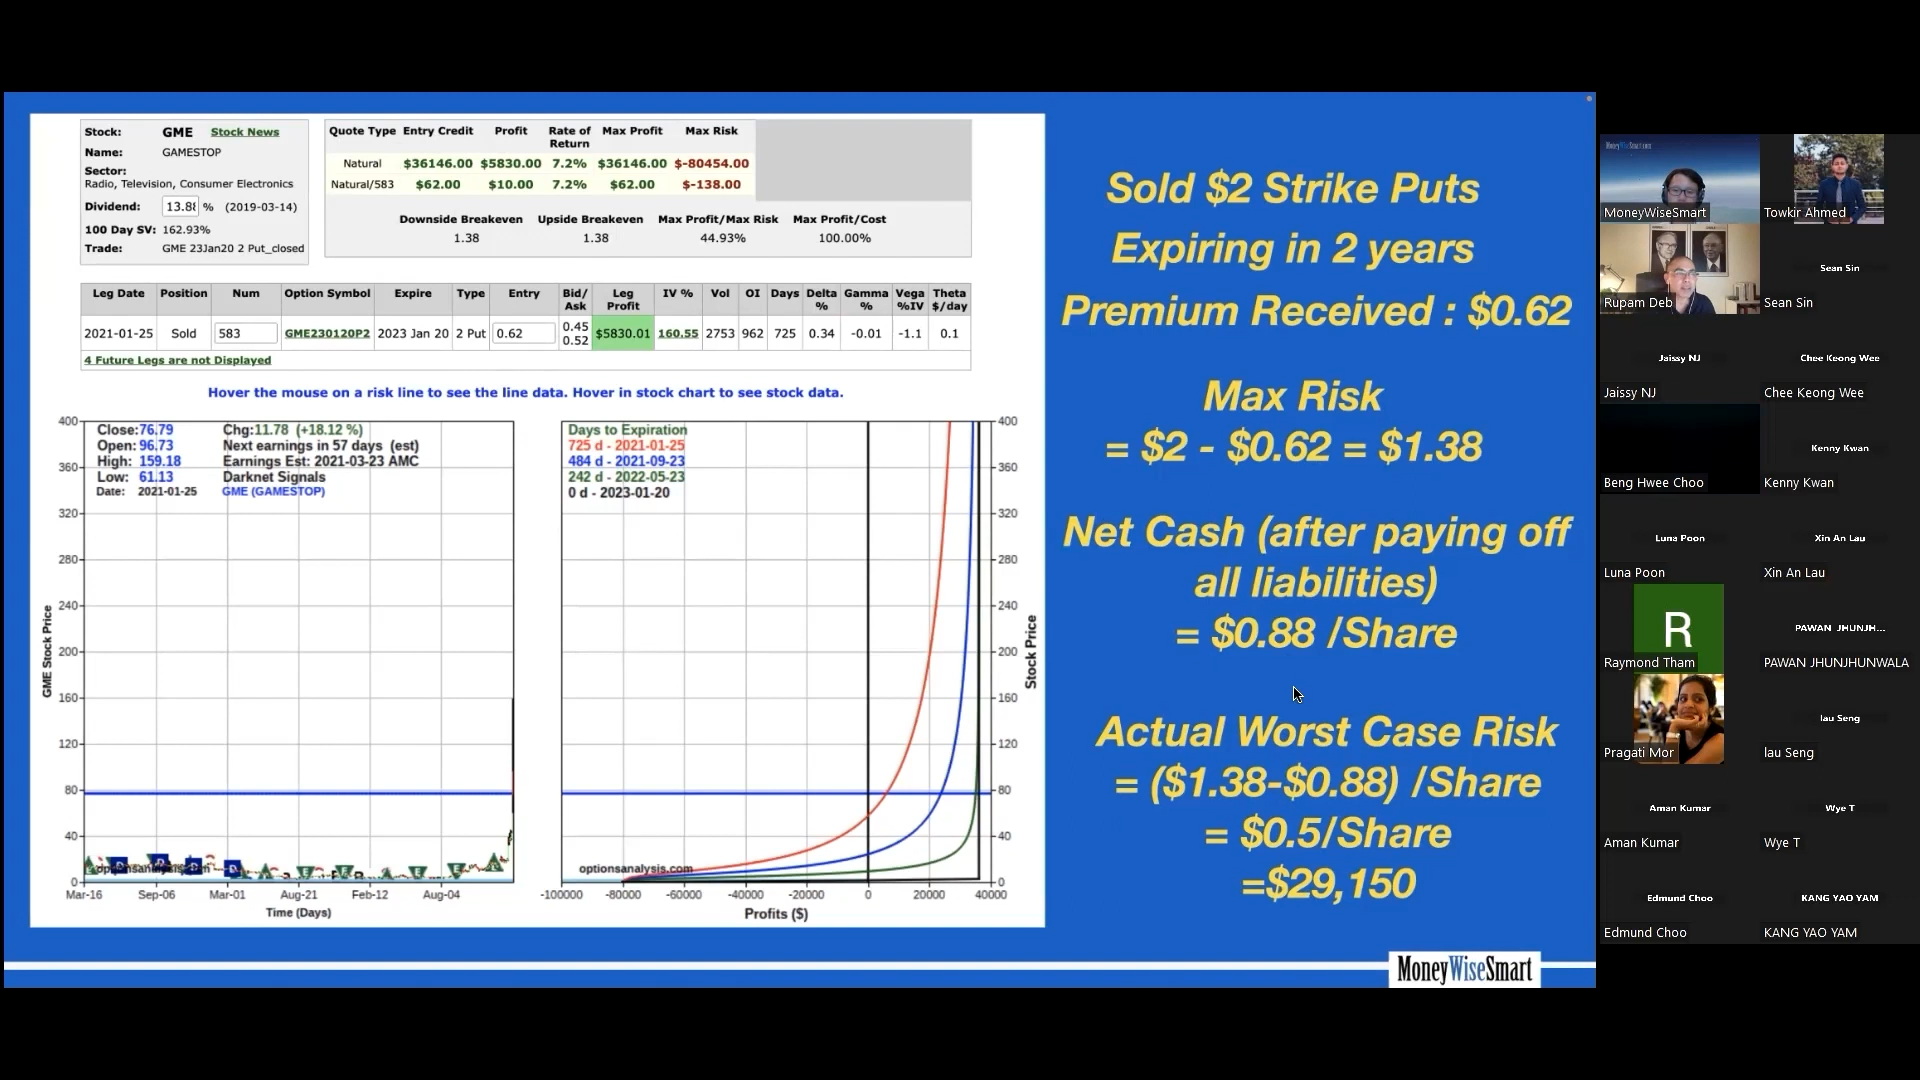 Stock: GME Stock News
Name: GAMESTOP
Sector:
Radio, Television, Consumer Electronics
Dividend: 13.8 % (2019-03-14)
100 Day SV: 162.93%
Trade: GME 23Jan20 2 Put_closed
Quote Type Entry Credit Profit Rate of Return Max Profit Max Risk
Natural $36146.00 $5830.00 7.2% $36146.00 $-80454.00
Natural/583 $62.00 $10.00 7.2% $62.00 $-138.00
Downside Breakeven Upside Breakeven Max Profit/Max Risk Max Profit/Cost
1.38 1.38 44.93% 100.00%
Leg Date Position Num Option Symbol Expire Type Entry Bid/Ask Leg Profit IV % Vol OI Days Delta % Gamma % Vega %IV Theta $/day
2021-01-25 Sold 583 GME230120P2 2023 Jan 20 2 Put 0.62 0.45 0.52 $5830.01 160.55 2753 962 725 0.34 -0.01 -1.1 0.1
4 Future Legs are not Displayed
Hover the mouse on a risk line to see the line data. Hover in stock chart to see stock data.
Close:76.79 Chg:11.78 (+18.12 %)
Open: 96.73 Next earnings in 57 days (est)
High: 159.18 Earnings Est: 2021-03-23 AMC
Low: 61.13 Darknet Signals
Date: 2021-01-25 GME (GAMESTOP)
400
360
320
280
240
200
160
120
80
40
0
GME Stock Price
optionsanalysis.com
Mar-16 Sep-06 Mar-01 Aug-21 Feb-12 Aug-04
Time (Days)
Days to Expiration
725 d - 2021-01-25
484 d - 2021-09-23
242 d - 2022-05-23
0 d - 2023-01-20
400
360
320
280
240
200
160
120
80
40
0
Stock Price
optionsanalysis.com
-100000 -80000 -60000 -40000 -20000 0 20000 40000
Profits ($)
Sold $2 Strike Puts
Expiring in 2 years
Premium Received : $0.62
Max Risk
= $2 - $0.62 = $1.38
Net Cash (after paying off
all liabilities)
= $0.88 /Share
Actual Worst Case Risk
= ($1.38-$0.88) /Share
= $0.5/Share
=$29,150
MoneyWiseSmart
MoneyWiseSmart
Towkir Ahmed
Rupam Deb
Sean Sin
Sean Sin
Jaissy NJ
Jaissy NJ
Chee Keong Wee
Chee Keong Wee
Beng Hwee Choo
Kenny Kwan
Kenny Kwan
Luna Poon
Luna Poon
Xin An Lau
Xin An Lau
R
Raymond Tham
PAWAN JHUNJH...
PAWAN JHUNJHUNWALA
Pragati Mor
lau Seng
lau Seng
Aman Kumar
Aman Kumar
Wye T
Wye T
Edmund Choo
Edmund Choo
KANG YAO YAM
KANG YAO YAM